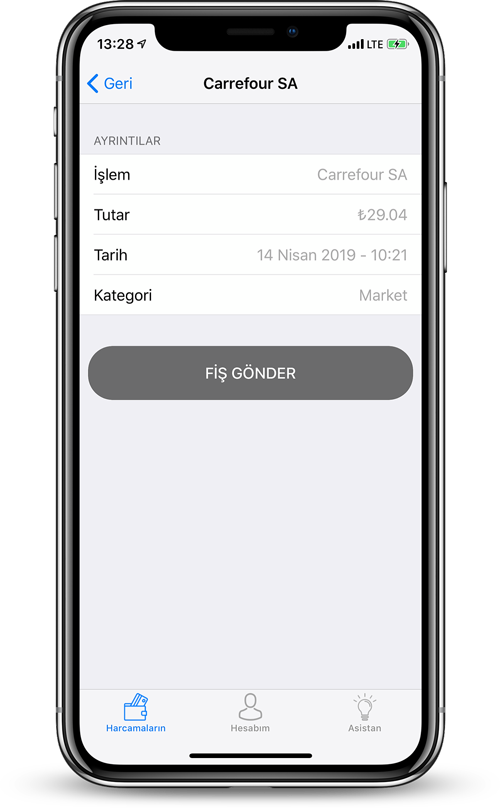 13:28
LTE
Geri
Carrefour SA
AYRINTILAR
İşlem Carrefour SA
Tutar ₺29.04
Tarih 14 Nisan 2019 - 10:21
Kategori Market
FİŞ GÖNDER
Harcamaların Hesabım Asistan